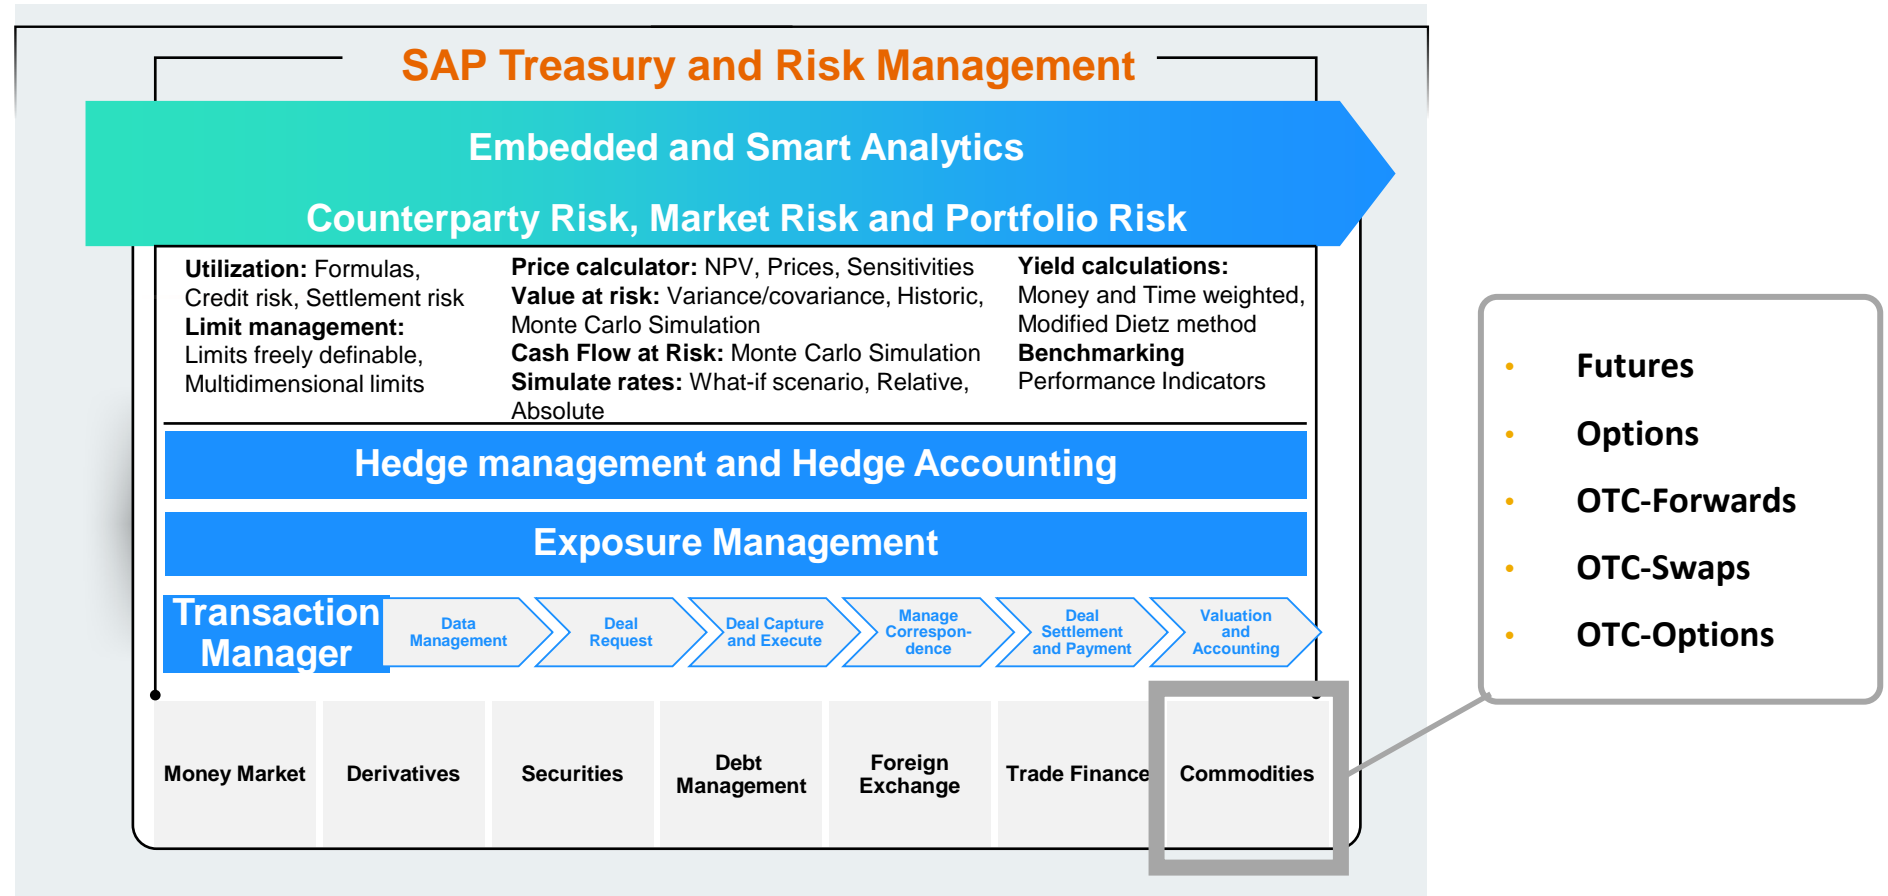 SAP Treasury and Risk Management
Embedded and Smart Analytics
Counterparty Risk, Market Risk and Portfolio Risk
Utilization: Formulas,
Credit risk, Settlement risk
Limit management:
Limits freely definable,
Multidimensional limits
Price calculator: NPV, Prices, Sensitivities
Value at risk: Variance/covariance, Historic,
Monte Carlo Simulation
Cash Flow at Risk: Monte Carlo Simulation
Simulate rates: What-if scenario, Relative,
Absolute
Yield calculations:
Money and Time weighted,
Modified Dietz method
Benchmarking
Performance Indicators
Hedge management and Hedge Accounting
Exposure Management
Transaction
Manager
Data
Management
Deal
Request
Deal Capture
and Execute
Manage
Correspon-
dence
Deal
Settlement
and Payment
Valuation
and
Accounting
Money Market
Derivatives
Securities
Debt
Management
Foreign
Exchange
Trade Finance
Commodities
• Futures
• Options
• OTC-Forwards
• OTC-Swaps
• OTC-Options